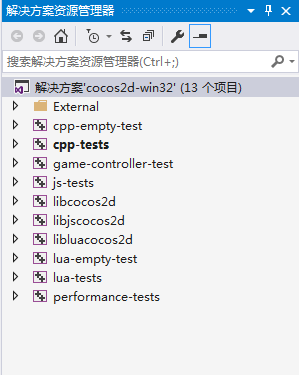 解决方案资源管理器
搜索解决方案资源管理器(Ctrl+;)
解决方案'cocos2d-win32' (13 个项目)
External
cpp-empty-test
cpp-tests
game-controller-test
js-tests
libcocos2d
libjscocos2d
libluacocos2d
lua-empty-test
lua-tests
performance-tests